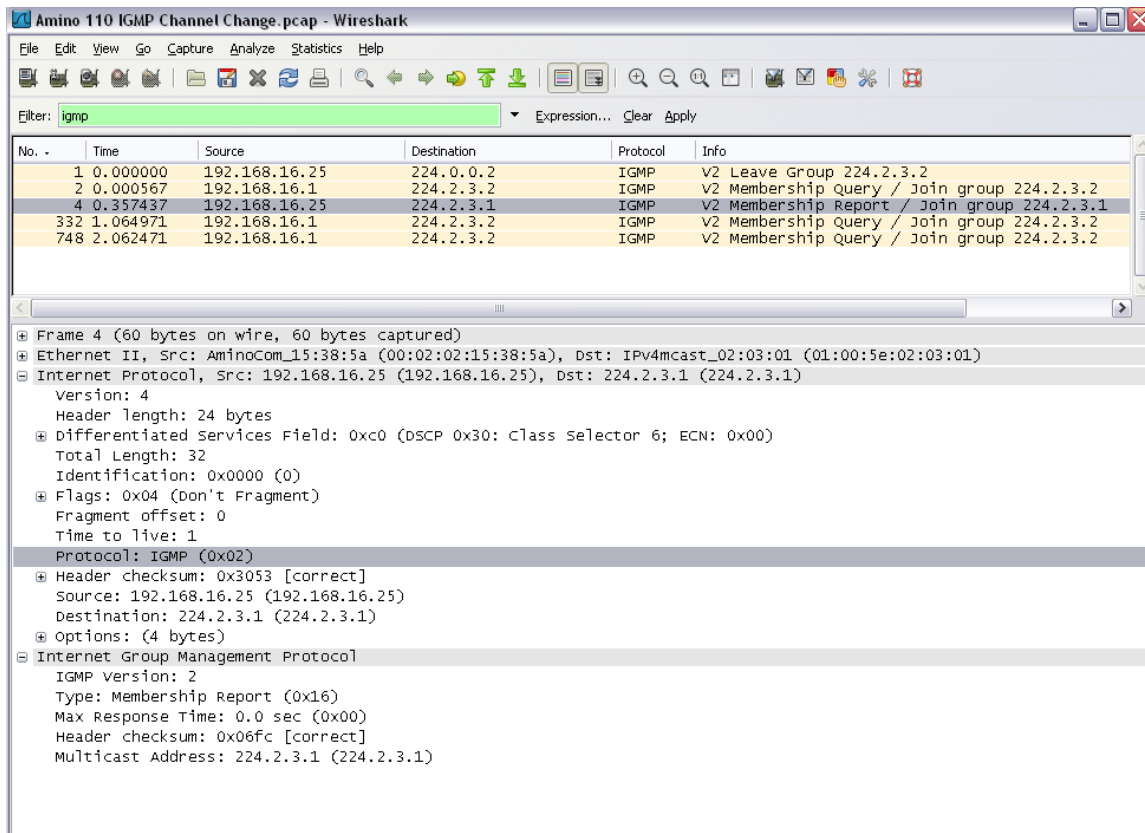 Amino 110 IGMP Channel Change.pcap - Wireshark
File Edit View Go Capture Analyze Statistics Help
Filter: igmp Expression... Clear Apply
No. Time Source Destination Protocol Info
1 0.000000 192.168.16.25 224.0.0.2 IGMP V2 Leave Group 224.2.3.2
2 0.000567 192.168.16.1 224.2.3.2 IGMP V2 Membership Query / Join group 224.2.3.2
4 0.357437 192.168.16.25 224.2.3.1 IGMP V2 Membership Report / Join group 224.2.3.1
332 1.064971 192.168.16.1 224.2.3.2 IGMP V2 Membership Query / Join group 224.2.3.2
748 2.062471 192.168.16.1 224.2.3.2 IGMP V2 Membership Query / Join group 224.2.3.2
Frame 4 (60 bytes on wire, 60 bytes captured)
Ethernet II, Src: AminoCom_15:38:5a (00:02:02:15:38:5a), Dst: IPv4mcast_02:03:01 (01:00:5e:02:03:01)
Internet Protocol, Src: 192.168.16.25 (192.168.16.25), Dst: 224.2.3.1 (224.2.3.1)
Version: 4
Header length: 24 bytes
Differentiated Services Field: 0xc0 (DSCP 0x30: Class Selector 6; ECN: 0x00)
Total Length: 32
Identification: 0x0000 (0)
Flags: 0x04 (Don't Fragment)
Fragment offset: 0
Time to live: 1
Protocol: IGMP (0x02)
Header checksum: 0x3053 [correct]
Source: 192.168.16.25 (192.168.16.25)
Destination: 224.2.3.1 (224.2.3.1)
Options: (4 bytes)
Internet Group Management Protocol
IGMP Version: 2
Type: Membership Report (0x16)
Max Response Time: 0.0 sec (0x00)
Header checksum: 0x06fc [correct]
Multicast Address: 224.2.3.1 (224.2.3.1)